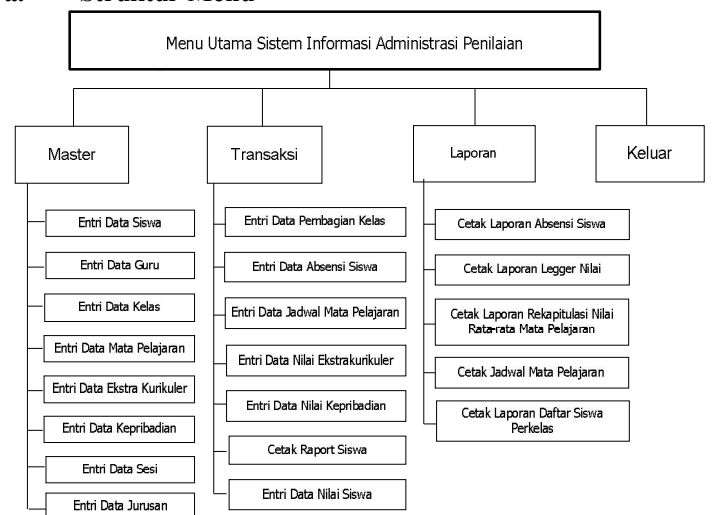 Struktur Menu
Menu Utama Sistem Informasi Administrasi Penilaian
Master
Transaksi
Laporan
Keluar
Entri Data Siswa
Entri Data Guru
Entri Data Kelas
Entri Data Mata Pelajaran
Entri Data Ekstra Kurikuler
Entri Data Kepribadian
Entri Data Sesi
Entri Data Jurusan
Entri Data Pembagian Kelas
Entri Data Absensi Siswa
Entri Data Jadwal Mata Pelajaran
Entri Data Nilai Ekstrakurikuler
Entri Data Nilai Kepribadian
Cetak Raport Siswa
Entri Data Nilai Siswa
Cetak Laporan Absensi Siswa
Cetak Laporan Legger Nilai
Cetak Laporan Rekapitulasi Nilai
Rata-rata Mata Pelajaran
Cetak Jadwal Mata Pelajaran
Cetak Laporan Daftar Siswa
Perkelas